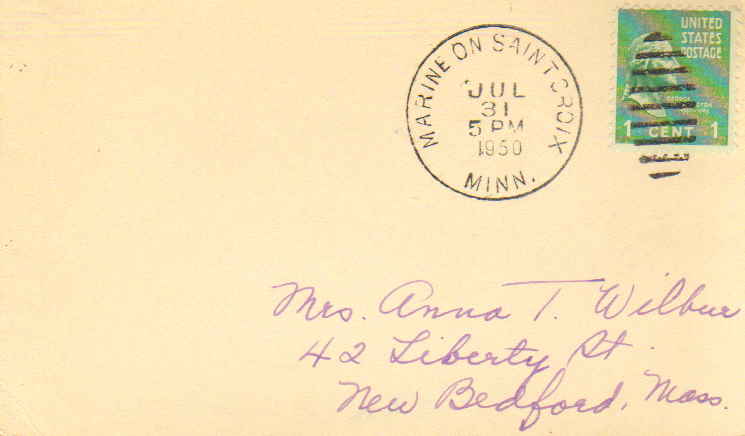 MARINE ON SAINT CROIX
JUL
31
5 PM
1950
MINN.
UNITED
STATES
POSTAGE
GEORGE
1 CENT 1
Mrs. Anna T. Wilbur
42 Liberty St.
New Bedford, Mass.